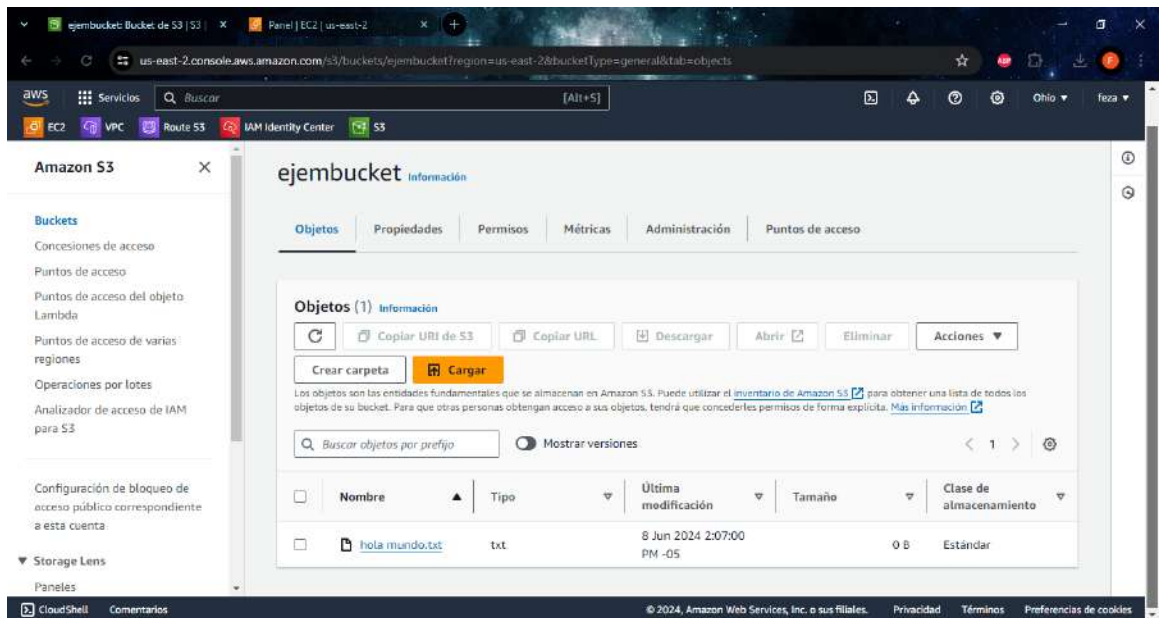 ejembucket: Bucket de S3 | S3
Panel | EC2 | us-east-2
us-east-2.console.aws.amazon.com/s3/buckets/ejembucket?region=us-east-2&bucketType=general&tab=objects
aws
Servicios
Buscar
[Alt+S]
Ohio
feza
EC2
VPC
Route 53
IAM Identity Center
S3
Amazon S3
Buckets
Concesiones de acceso
Puntos de acceso
Puntos de acceso del objeto
Lambda
Puntos de acceso de varias
regiones
Operaciones por lotes
Analizador de acceso de IAM
para S3
Configuración de bloqueo de
acceso público correspondiente
a esta cuenta
Storage Lens
Paneles
ejembucket Información
Objetos
Propiedades
Permisos
Métricas
Administración
Puntos de acceso
Objetos (1) Información
Copiar URI de S3
Copiar URL
Descargar
Abrir
Eliminar
Acciones
Crear carpeta
Cargar
Los objetos son las entidades fundamentales que se almacenan en Amazon S3. Puede utilizar el inventario de Amazon S3 para obtener una lista de todos los
objetos de su bucket. Para que otras personas obtengan acceso a sus objetos, tendrá que concederles permisos de forma explícita. Más información
Buscar objetos por prefijo
Mostrar versiones
1
Nombre
Tipo
Última
modificación
Tamaño
Clase de
almacenamiento
hola mundo.txt
txt
8 Jun 2024 2:07:00
PM -05
0 B
Estándar
CloudShell
Comentarios
© 2024, Amazon Web Services, Inc. o sus filiales.
Privacidad
Términos
Preferencias de cookies